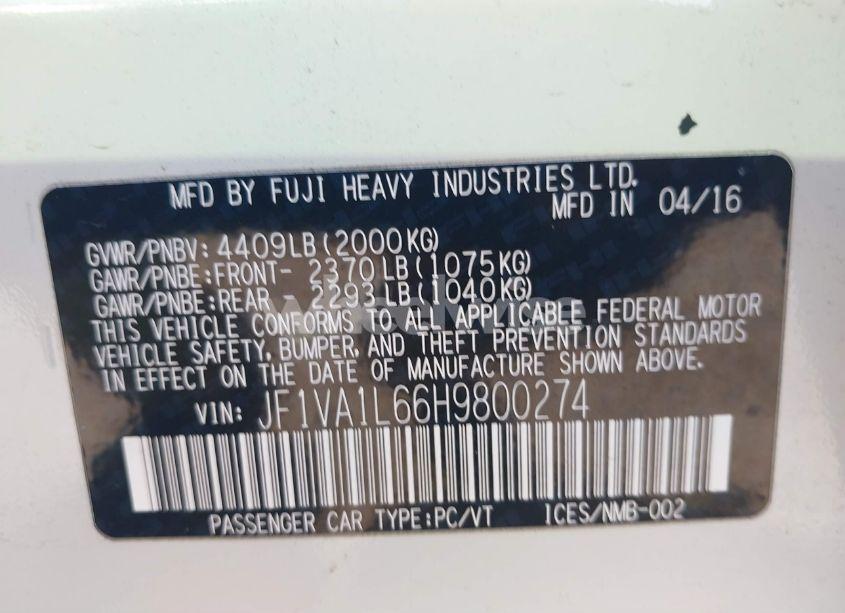 MFD BY FUJI HEAVY INDUSTRIES LTD.
MFD IN 04/16
GVWR/PNBV: 4409LB(2000KG)
GAWR/PNBE:FRONT- 2370LB(1075KG)
GAWR/PNBE:REAR 2293LB(1040KG)
THIS VEHICLE CONFORMS TO ALL APPLICABLE FEDERAL MOTOR
VEHICLE SAFETY, BUMPER, AND THEFT PREVENTION STANDARDS
IN EFFECT ON THE DATE OF MANUFACTURE SHOWN ABOVE.
VIN: JF1VA1L66H9800274
PASSENGER CAR TYPE:PC/VT ICES/NMB-002